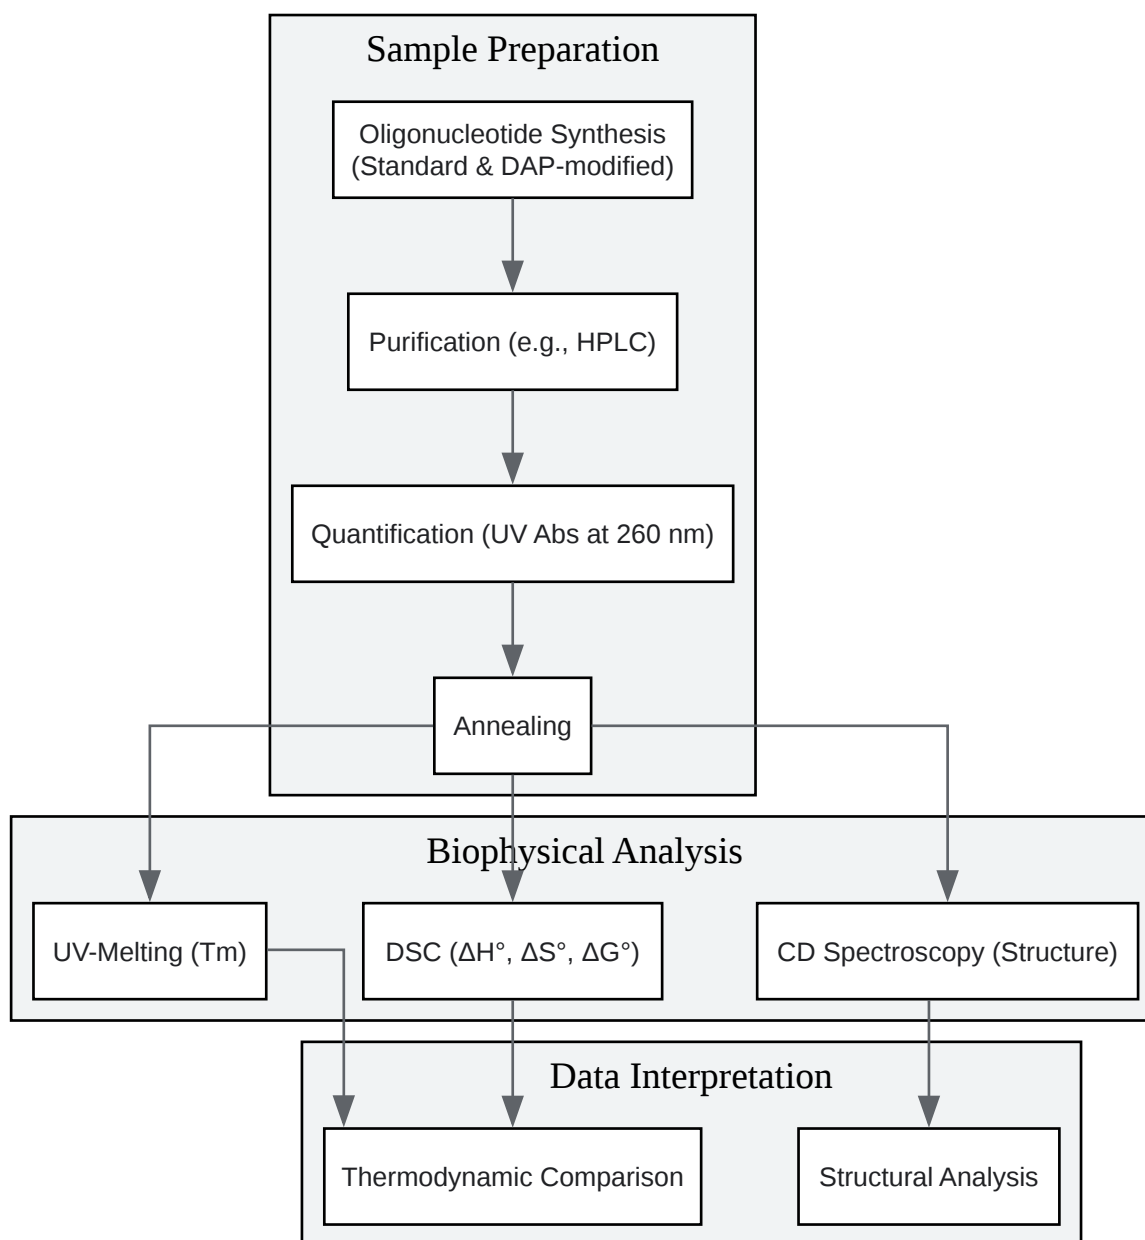 Sample Preparation
Oligonucleotide Synthesis
(Standard & DAP-modified)
Purification (e.g., HPLC)
Quantification (UV Abs at 260 nm)
Annealing
Biophysical Analysis
UV-Melting (Tm)
DSC (ΔH°, ΔS°, ΔG°)
CD Spectroscopy (Structure)
Data Interpretation
Thermodynamic Comparison
Structural Analysis